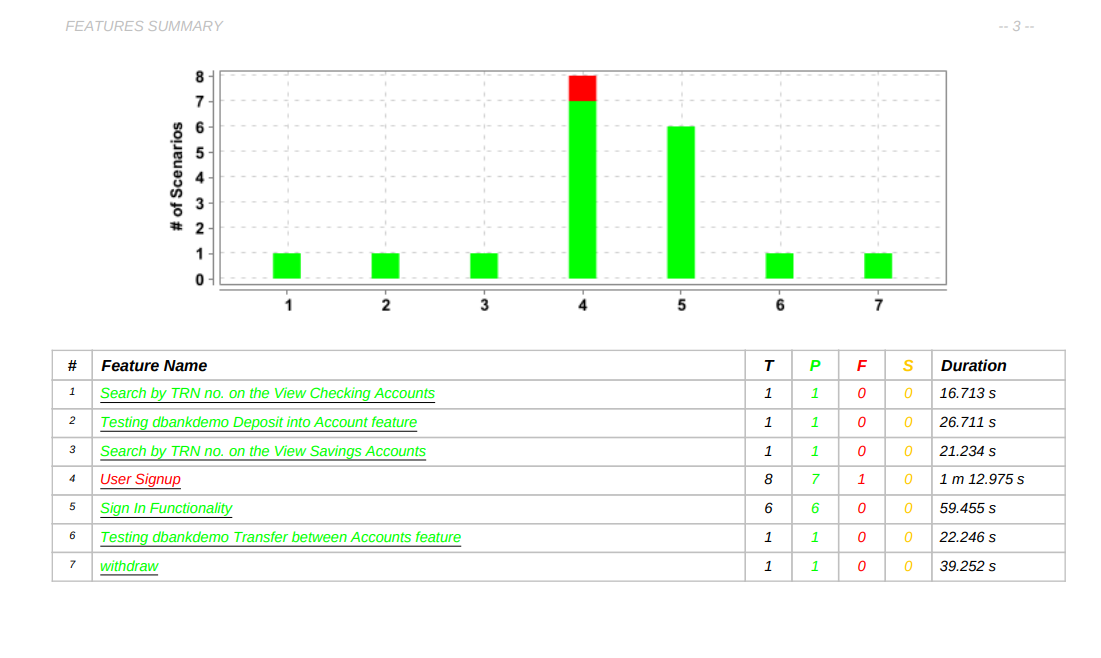 FEATURES SUMMARY -- 3 --
8
7
6
5
4
3
2
1
0
# of Scenarios
1 2 3 4 5 6 7
# Feature Name T P F S Duration
1 Search by TRN no. on the View Checking Accounts 1 1 0 0 16.713 s
2 Testing dbankdemo Deposit into Account feature 1 1 0 0 26.711 s
3 Search by TRN no. on the View Savings Accounts 1 1 0 0 21.234 s
4 User Signup 8 7 1 0 1 m 12.975 s
5 Sign In Functionality 6 6 0 0 59.455 s
6 Testing dbankdemo Transfer between Accounts feature 1 1 0 0 22.246 s
7 withdraw 1 1 0 0 39.252 s